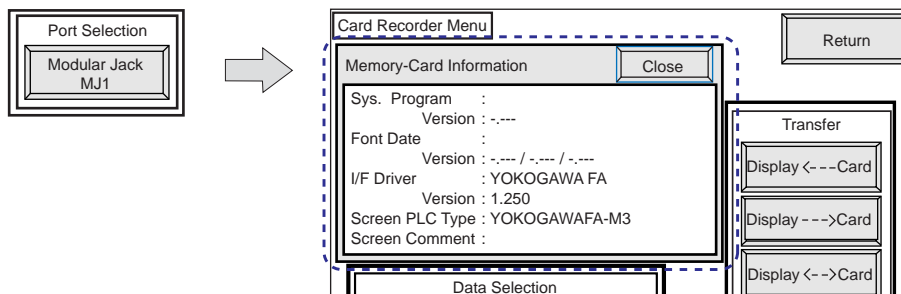 Port Selection
Modular Jack
MJ1
Card Recorder Menu
Return
Memory-Card Information
Close
Sys. Program :
Version : -.---
Font Date :
Version : -.--- / -.--- / -.---
I/F Driver : YOKOGAWA FA
Version : 1.250
Screen PLC Type : YOKOGAWAFA-M3
Screen Comment :
Transfer
Display <---Card
Display --->Card
Display <-->Card
Data Selection